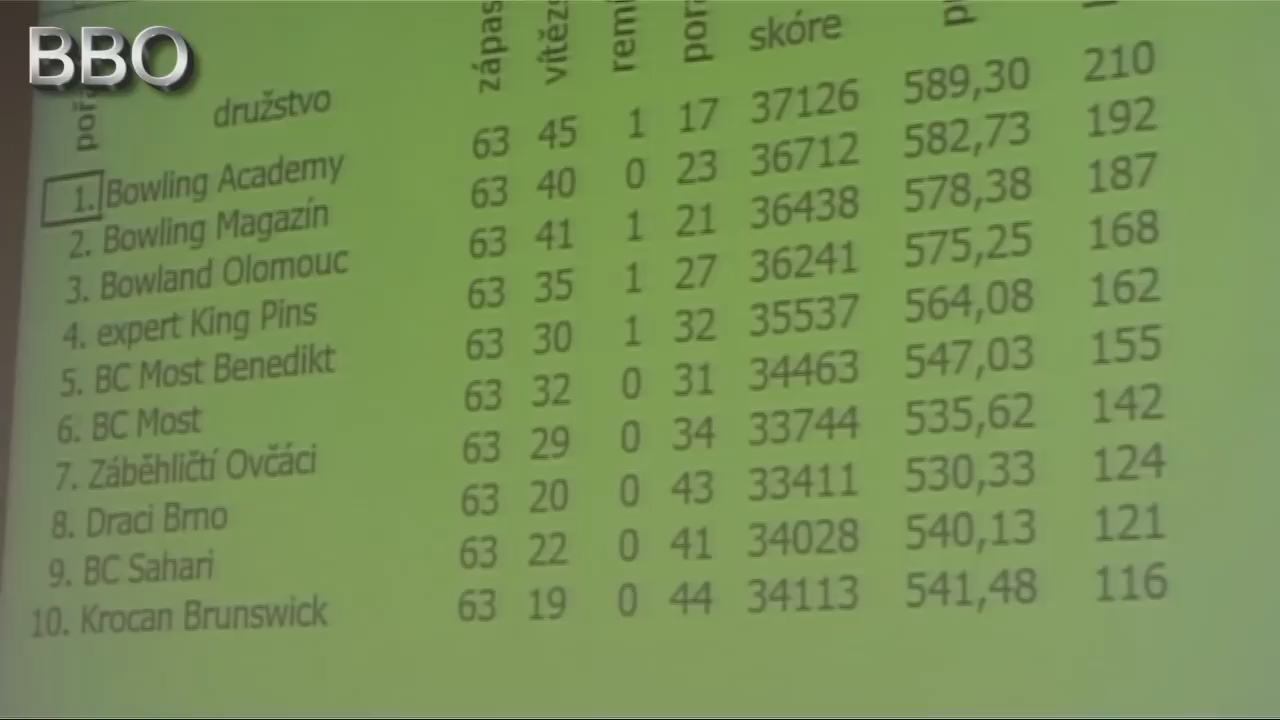 BBQ
družstvo skóre
1. Bowling Academy 63 45 1 17 37126 589,30 210
2. Bowling Magazín 63 40 0 23 36712 582,73 192
3. Bowland Olomouc 63 41 1 21 36438 578,38 187
4. expert King Pins 63 35 1 27 36241 575,25 168
5. BC Most Benedikt 63 30 1 32 35537 564,08 162
6. BC Most 63 32 0 31 34463 547,03 155
7. Záběhličtí Ovčáci 63 29 0 34 33744 535,62 142
8. Draci Brno 63 20 0 43 33411 530,33 124
9. BC Sahari 63 22 0 41 34028 540,13 121
10. Krocan Brunswick 63 19 0 44 34113 541,48 116